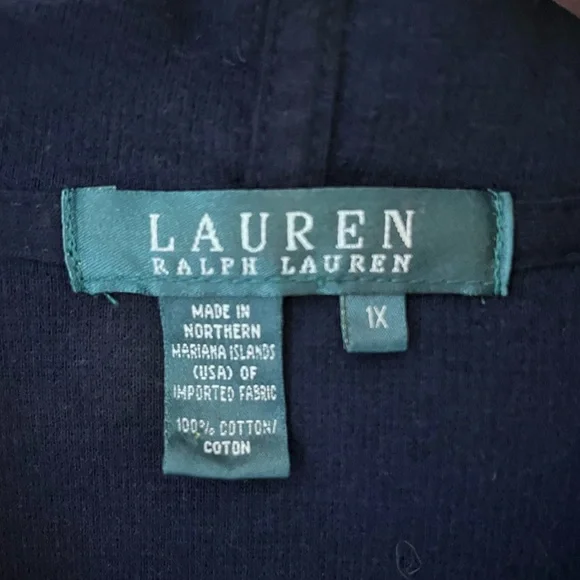 LAUREN
RALPH LAUREN
MADE IN
NORTHERN
MARIANA ISLANDS
(USA) OF
IMPORTED FABRIC
100% COTTON/
COTON
1X